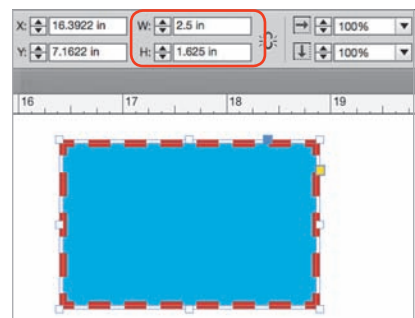 X: 16.3922 in W: 2.5 in 100%
Y: 7.1622 in H: 1.625 in 100%
16 17 18 19